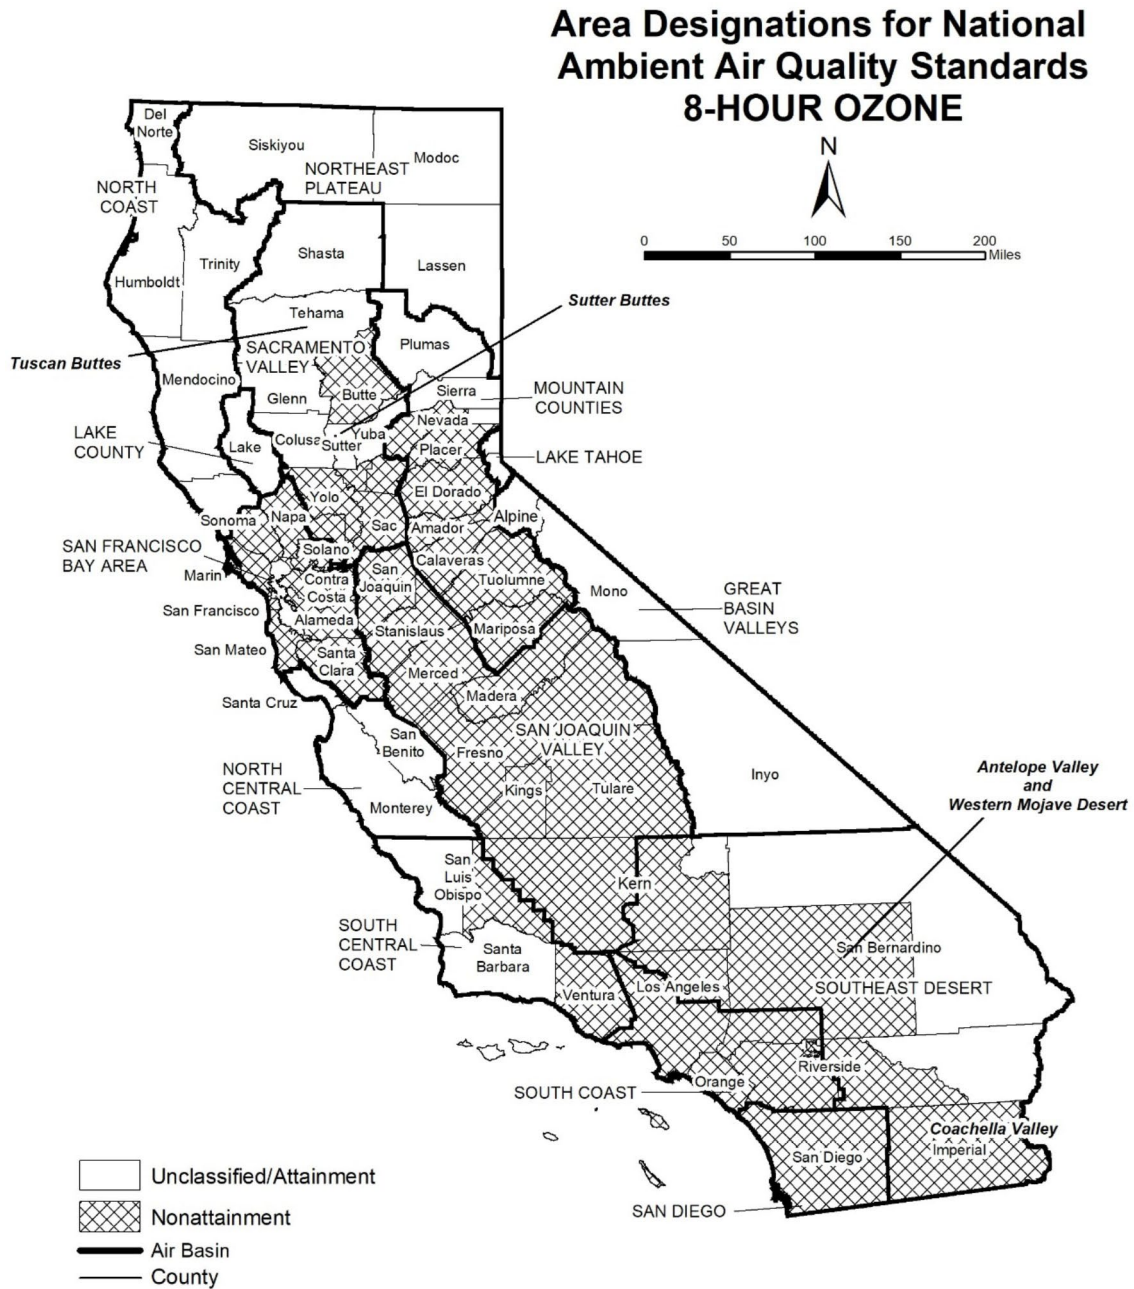 Area Designations for National
Ambient Air Quality Standards
8-HOUR OZONE
N
0 50 100 150 200
Miles
Del
Norte
Siskiyou
Modoc
NORTHEAST
PLATEAU
NORTH
COAST
Shasta
Trinity
Lassen
Humboldt
Sutter Buttes
Tehama
Tuscan Buttes
SACRAMENTO
VALLEY
Plumas
Mendocino
Butte
Sierra
MOUNTAIN
COUNTIES
Glenn
Nevada
LAKE
COUNTY
Lake
Colusa
Sutter
Yuba
Placer
LAKE TAHOE
El Dorado
Yolo
Sonoma
Napa
Sac
Amador
Alpine
SAN FRANCISCO
BAY AREA
Solano
Calaveras
Marin
Contra
Costa
San
Joaquin
Tuolumne
Mono
GREAT
BASIN
VALLEYS
San Francisco
Alameda
Stanislaus
Mariposa
San Mateo
Santa
Clara
Merced
Madera
Santa Cruz
San
Benito
Fresno
SAN JOAQUIN
VALLEY
NORTH
CENTRAL
COAST
Kings
Tulare
Inyo
Monterey
Antelope Valley
and
Western Mojave Desert
San
Luis
Obispo
Kern
SOUTH
CENTRAL
COAST
Santa
Barbara
San Bernardino
Ventura
Los Angeles
SOUTHEAST DESERT
SOUTH COAST
Orange
Riverside
Coachella Valley
Imperial
San Diego
SAN DIEGO
Unclassified/Attainment
Nonattainment
Air Basin
County